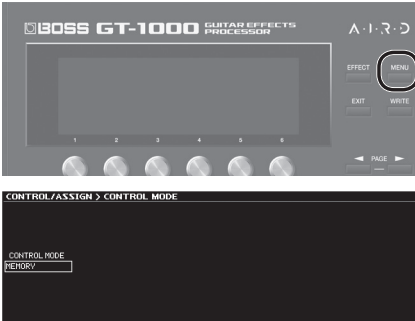 BOSS GT-1000 GUITAR EFFECTS PROCESSOR
A·I·R·D
EFFECT MENU
EXIT WRITE
1 2 3 4 5 6
PAGE
CONTROL/ASSIGN > CONTROL MODE
CONTROL MODE
MEMORY